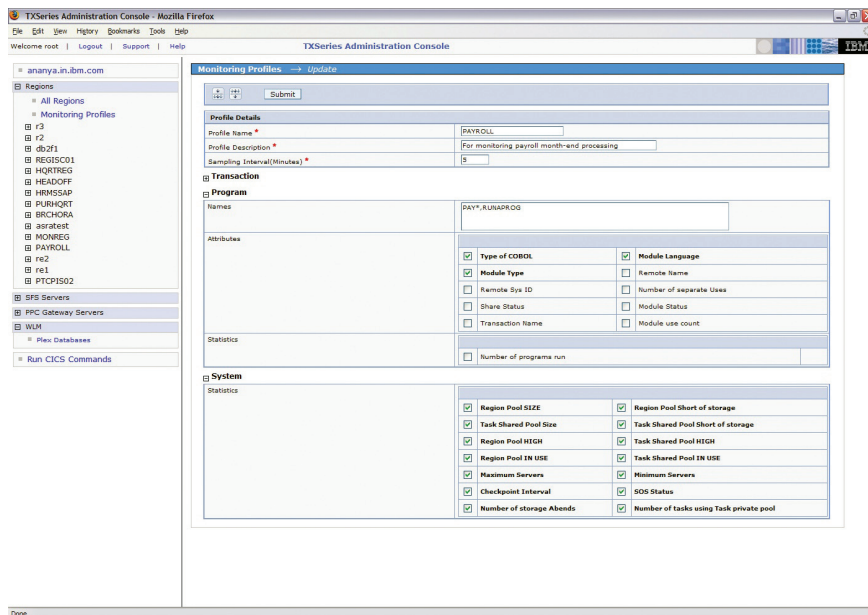 TXSeries Administration Console - Mozilla Firefox
File Edit View History Bookmarks Tools Help
Welcome root | Logout | Support | Help
TXSeries Administration Console
IBM
ananya.in.ibm.com
Regions
All Regions
Monitoring Profiles
r3
r2
db2f1
REGISC01
HQRTREG
HEADOFF
HRMSSAP
PURHQRT
BRCHORA
asratest
MONREG
PAYROLL
re2
re1
PTCPIS02
SFS Servers
PPC Gateway Servers
WLM
Plex Databases
Run CICS Commands
Monitoring Profiles → Update
Submit
Profile Details
Profile Name * PAYROLL
Profile Description * For monitoring payroll month-end processing
Sampling Interval(Minutes) * 5
Transaction
Program
Names PAY*,RUNAPROG
Attributes
Type of COBOL Module Language
Module Type Remote Name
Remote Sys ID Number of separate Uses
Share Status Module Status
Transaction Name Module use count
Statistics
Number of programs run
System
Statistics
Region Pool SIZE Region Pool Short of storage
Task Shared Pool Size Task Shared Pool Short of storage
Region Pool HIGH Task Shared Pool HIGH
Region Pool IN USE Task Shared Pool IN USE
Maximum Servers Minimum Servers
Checkpoint Interval SOS Status
Number of storage Abends Number of tasks using Task private pool
Done